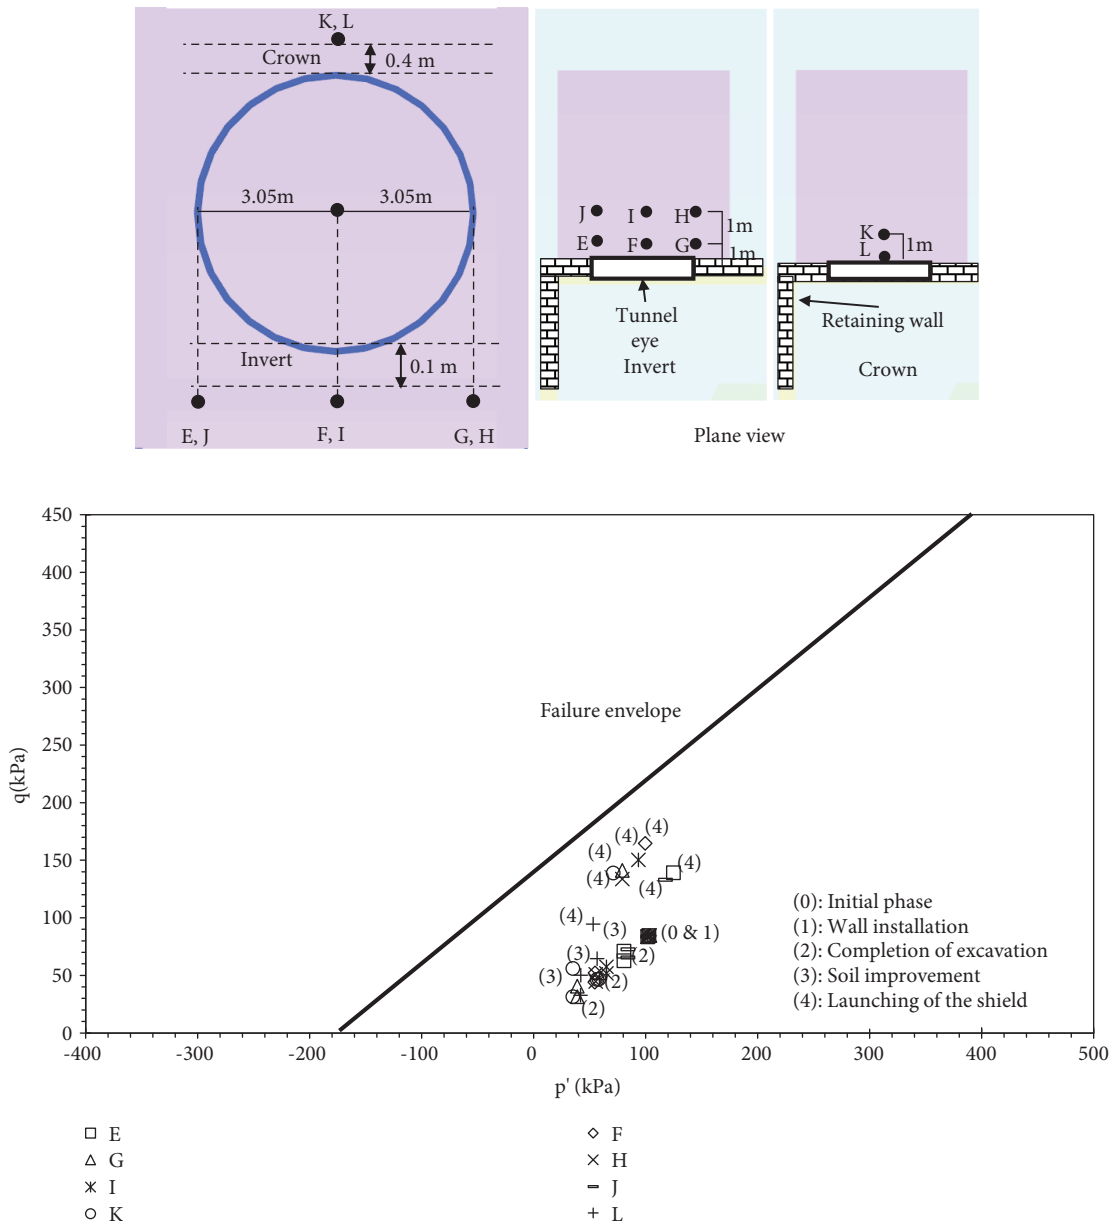 K, L
Crown
0.4 m
3.05m 3.05m
Invert
0.1 m
E, J
F, I
G, H
J I H
1m
E F G
1m
Tunnel
eye
Invert
K
1m
L
Retaining wall
Crown
Plane view
q(kPa)
450
400
350
300
250
200
150
100
50
0
Failure envelope
(4)
(4)
(4)
(4)
(4)
(4)
(4)
(3)
(0 & 1)
(3)
(2)
(3)
(2)
(2)
(0): Initial phase
(1): Wall installation
(2): Completion of excavation
(3): Soil improvement
(4): Launching of the shield
-400 -300 -200 -100 0 100 200 300 400 500
p' (kPa)
E
G
I
K
F
H
J
L